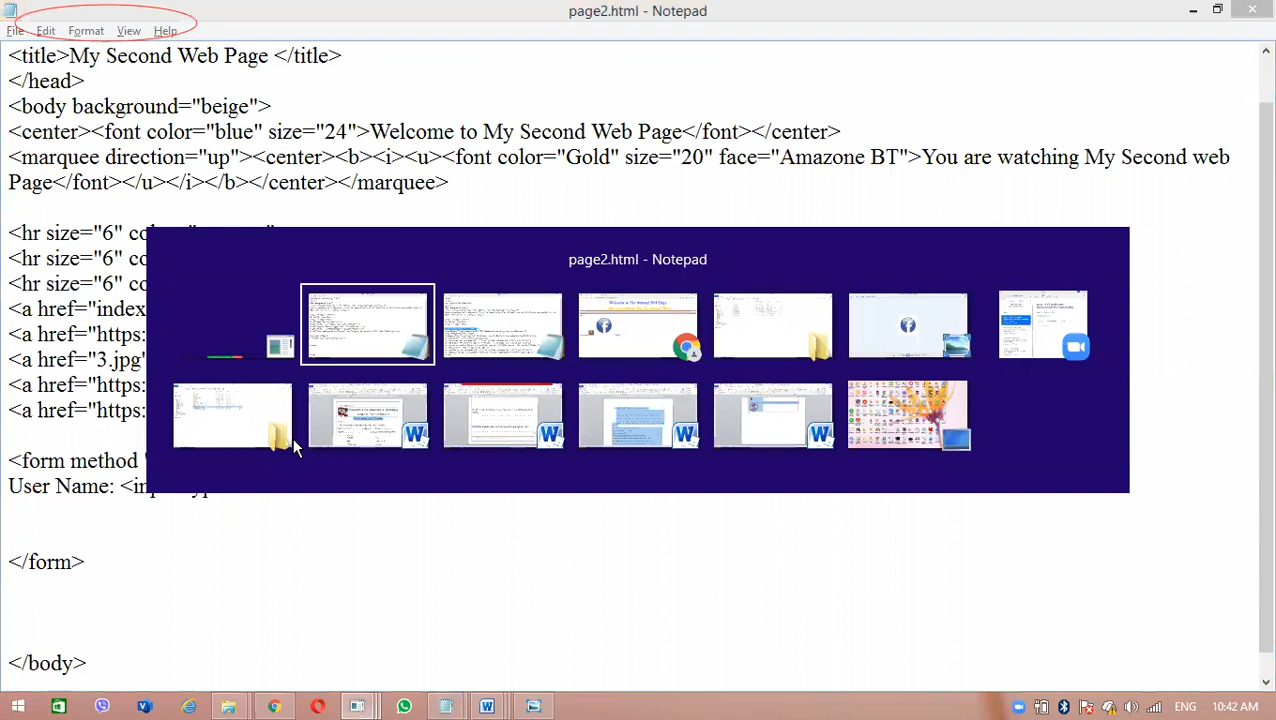 page2.html - Notepad
File Edit Format View Help
<title>My Second Web Page </title>
</head>
<body background="beige">
<center><font color="blue" size="24">Welcome to My Second Web Page</font></center>
<marquee direction="up"><center><b><i><u><font color="Gold" size="20" face="Amazone BT">You are watching My Second web
Page</font></u></i></b></center></marquee>
<hr size="6"
<hr size="6"
<hr size="6"
page2.html - Notepad
<a href="index
<a href="https:
<a href="3.jpg"
<a href="https:
<a href="https:
<form method
User Name:
</form>
</body>
ENG 10:42 AM